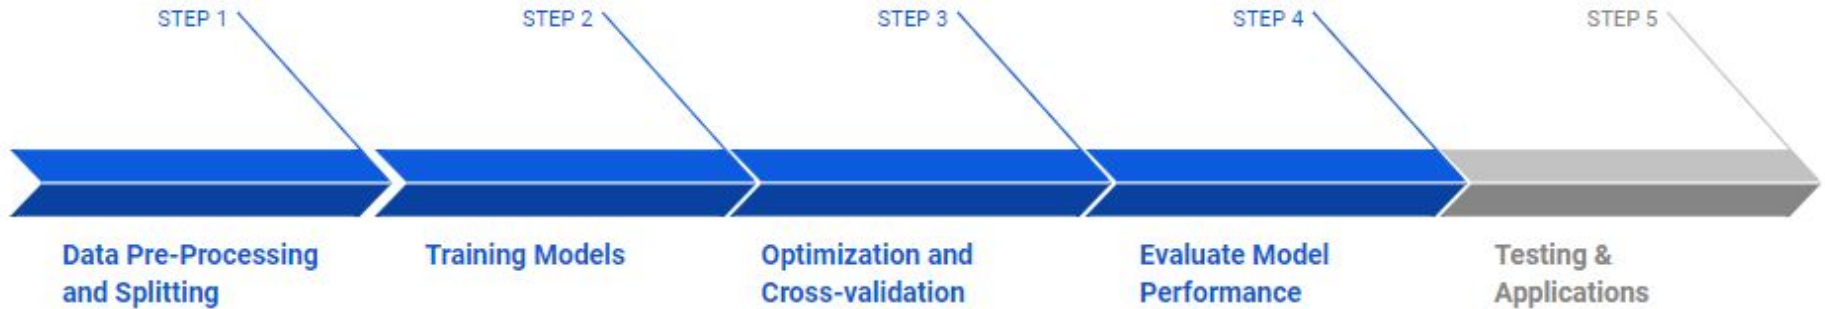 STEP 1
STEP 2
STEP 3
STEP 4
STEP 5
Data Pre-Processing
and Splitting
Training Models
Optimization and
Cross-validation
Evaluate Model
Performance
Testing &
Applications